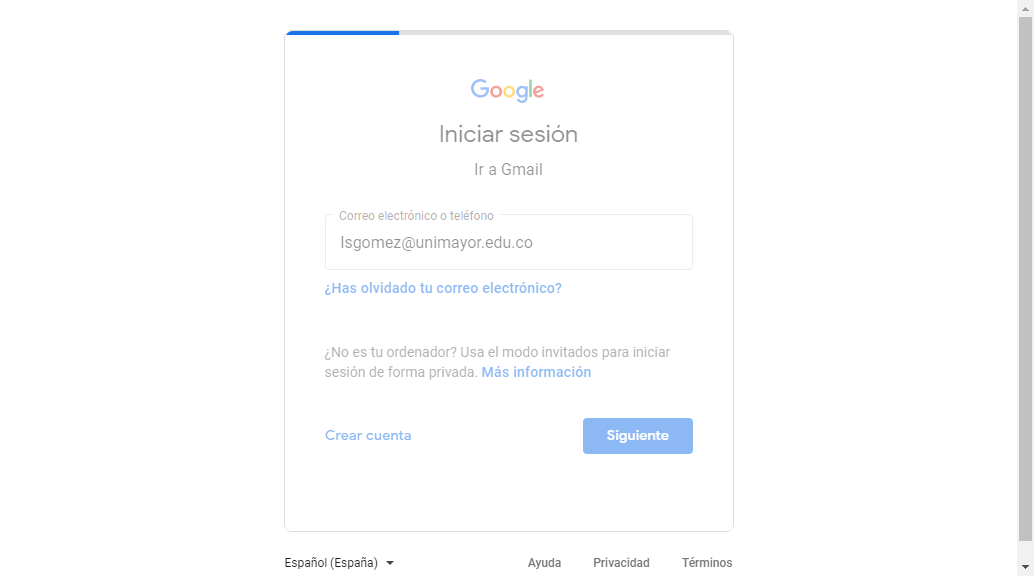 Google
Iniciar sesión
Ir a Gmail
Correo electrónico o teléfono
lsgomez@unimayor.edu.co
¿Has olvidado tu correo electrónico?
¿No es tu ordenador? Usa el modo invitados para iniciar
sesión de forma privada. Más información
Crear cuenta
Siguiente
Español (España)
Ayuda
Privacidad
Términos